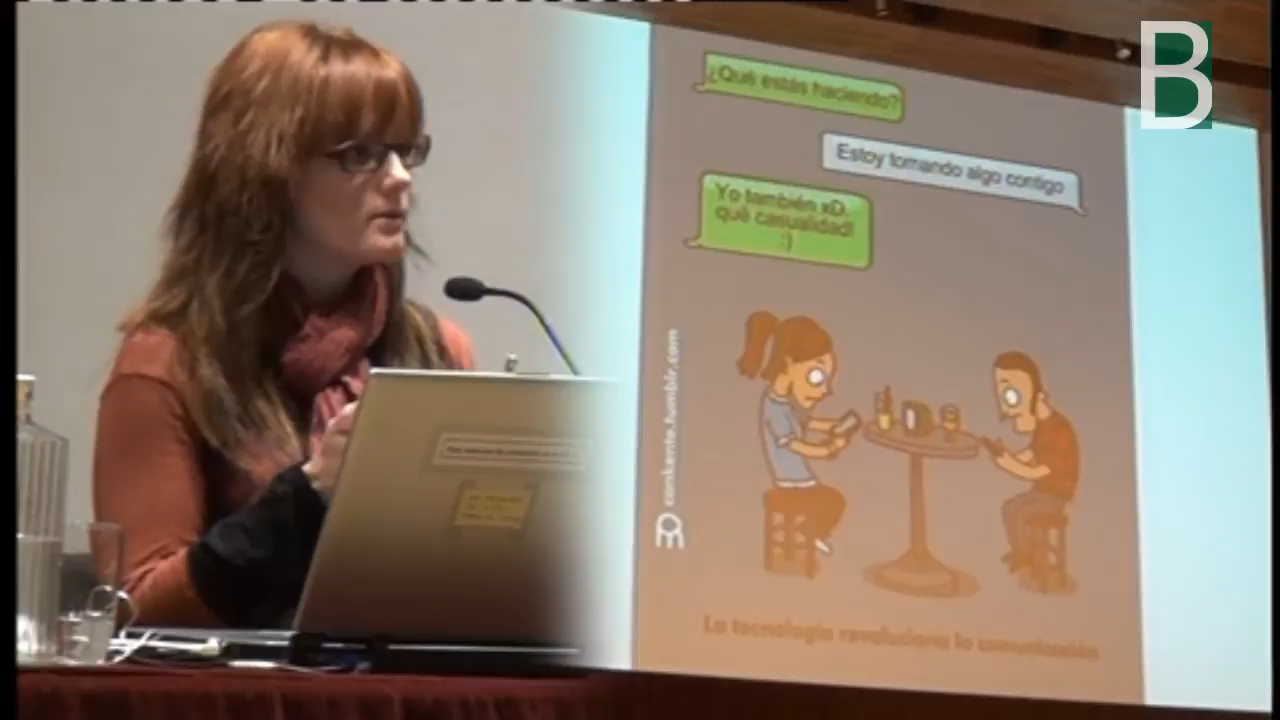 B
¿Qué estás haciendo?
Estoy tomando algo contigo
Yo también xD,
qué casualidad!
:)
conkente.tumblr.com
La tecnología revoluciona la comunicación